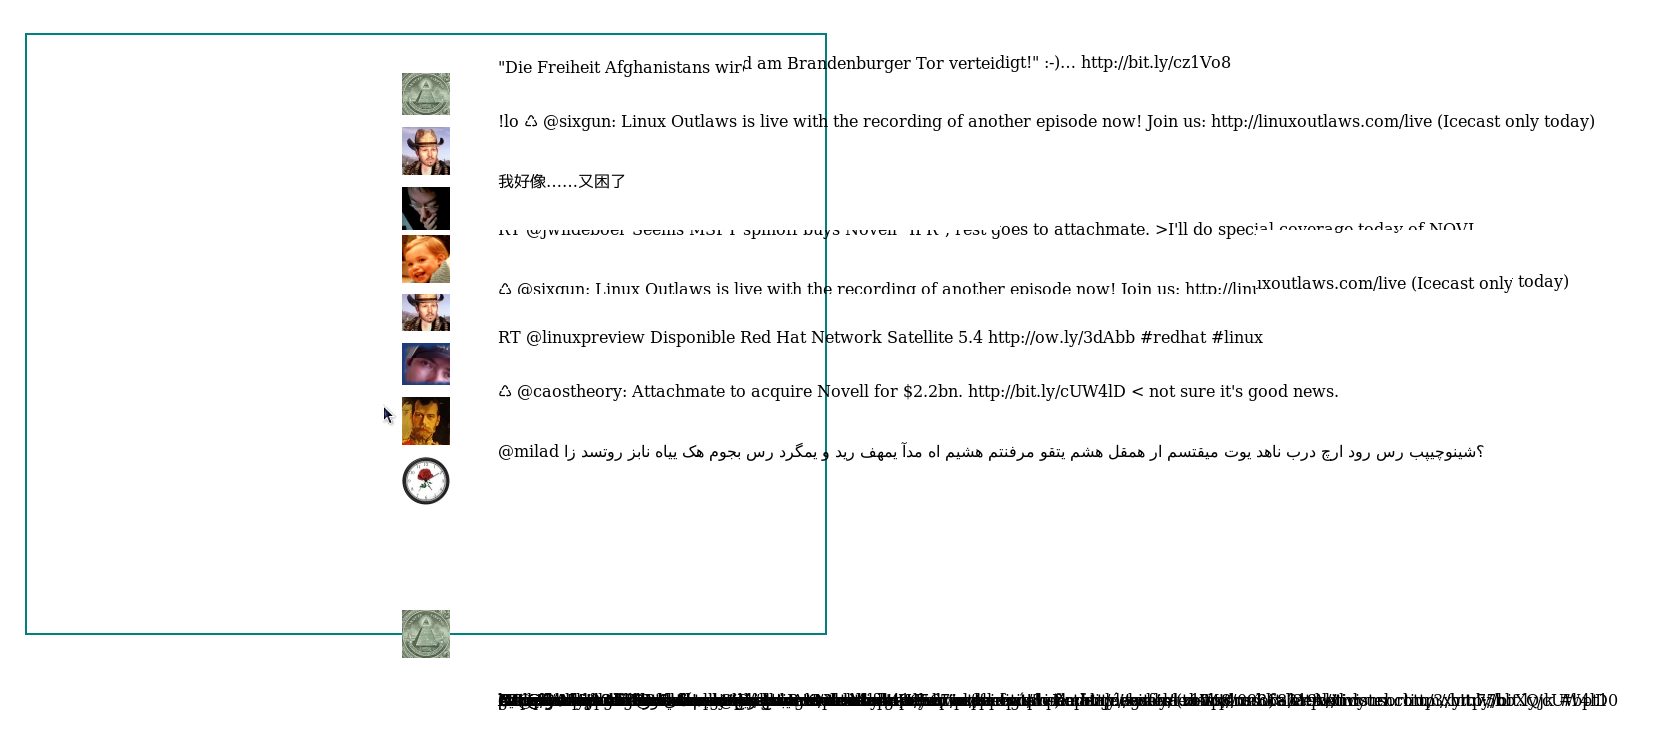 "Die Freiheit Afghanistans wird am Brandenburger Tor verteidigt!" :-)… http://bit.ly/cz1Vo8
!lo ♺ @sixgun: Linux Outlaws is live with the recording of another episode now! Join us: http://linuxoutlaws.com/live (Icecast only today)
我好像……又困了
RT @jwildeboer Seems MSFT spinoff buys Novell "IPR", rest goes to attachmate. >I'll do special coverage today of NOVL
♺ @sixgun: Linux Outlaws is live with the recording of another episode now! Join us: http://linuxoutlaws.com/live (Icecast only today)
RT @linuxpreview Disponible Red Hat Network Satellite 5.4 http://ow.ly/3dAbb #redhat #linux
♺ @caostheory: Attachmate to acquire Novell for $2.2bn. http://bit.ly/cUW4lD < not sure it's good news.
@milad ؟شینوچیپب رس رود ارچ درب ناهد یوت میقتسم ار همقل هشم یتقو مرفنتم هشیم اه مدآ یمهف رید و یمگرد رس بجوم هک ییاه نابز روتسد زا